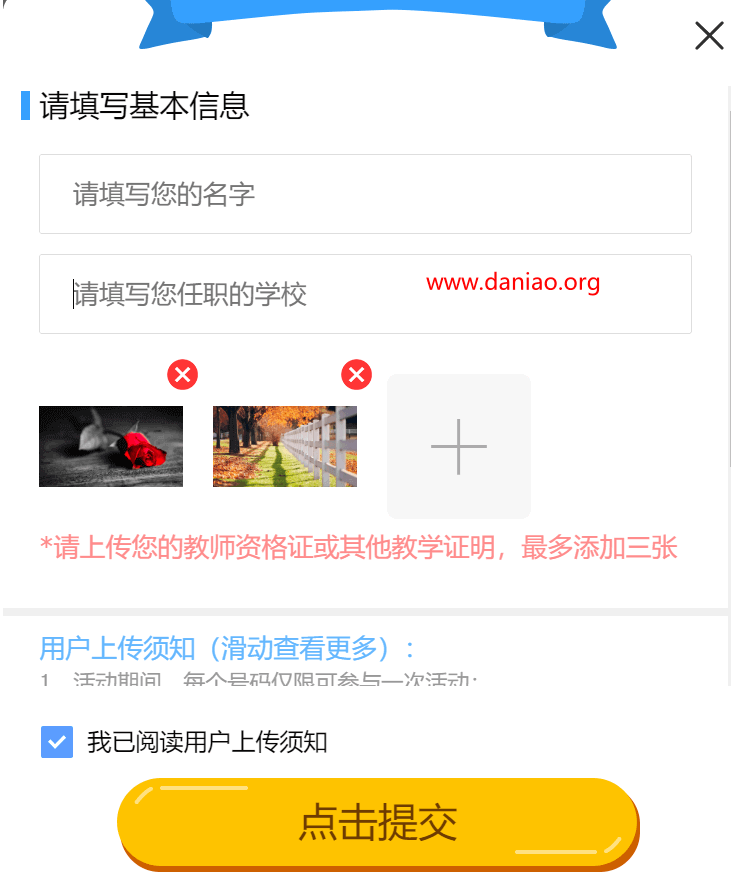 请填写基本信息
请填写您的名字
请填写您任职的学校
www.daniao.org
*请上传您的教师资格证或其他教学证明，最多添加三张
用户上传须知（滑动查看更多）：
1、活动期间，每个号码仅限可参与一次活动；
我已阅读用户上传须知
点击提交